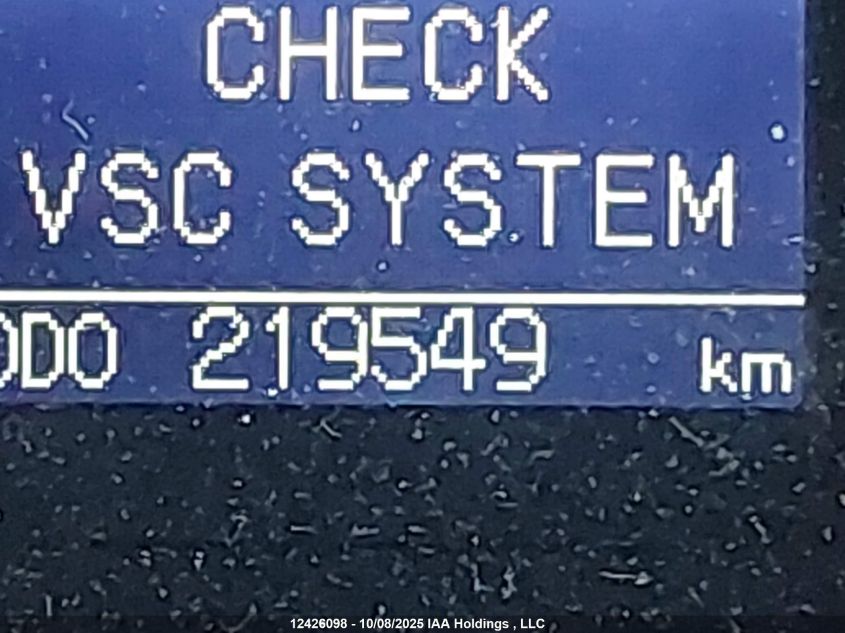 CHECK
VSC SYSTEM
ODO 219549 km
12426098 - 10/08/2025 IAA Holdings , LLC